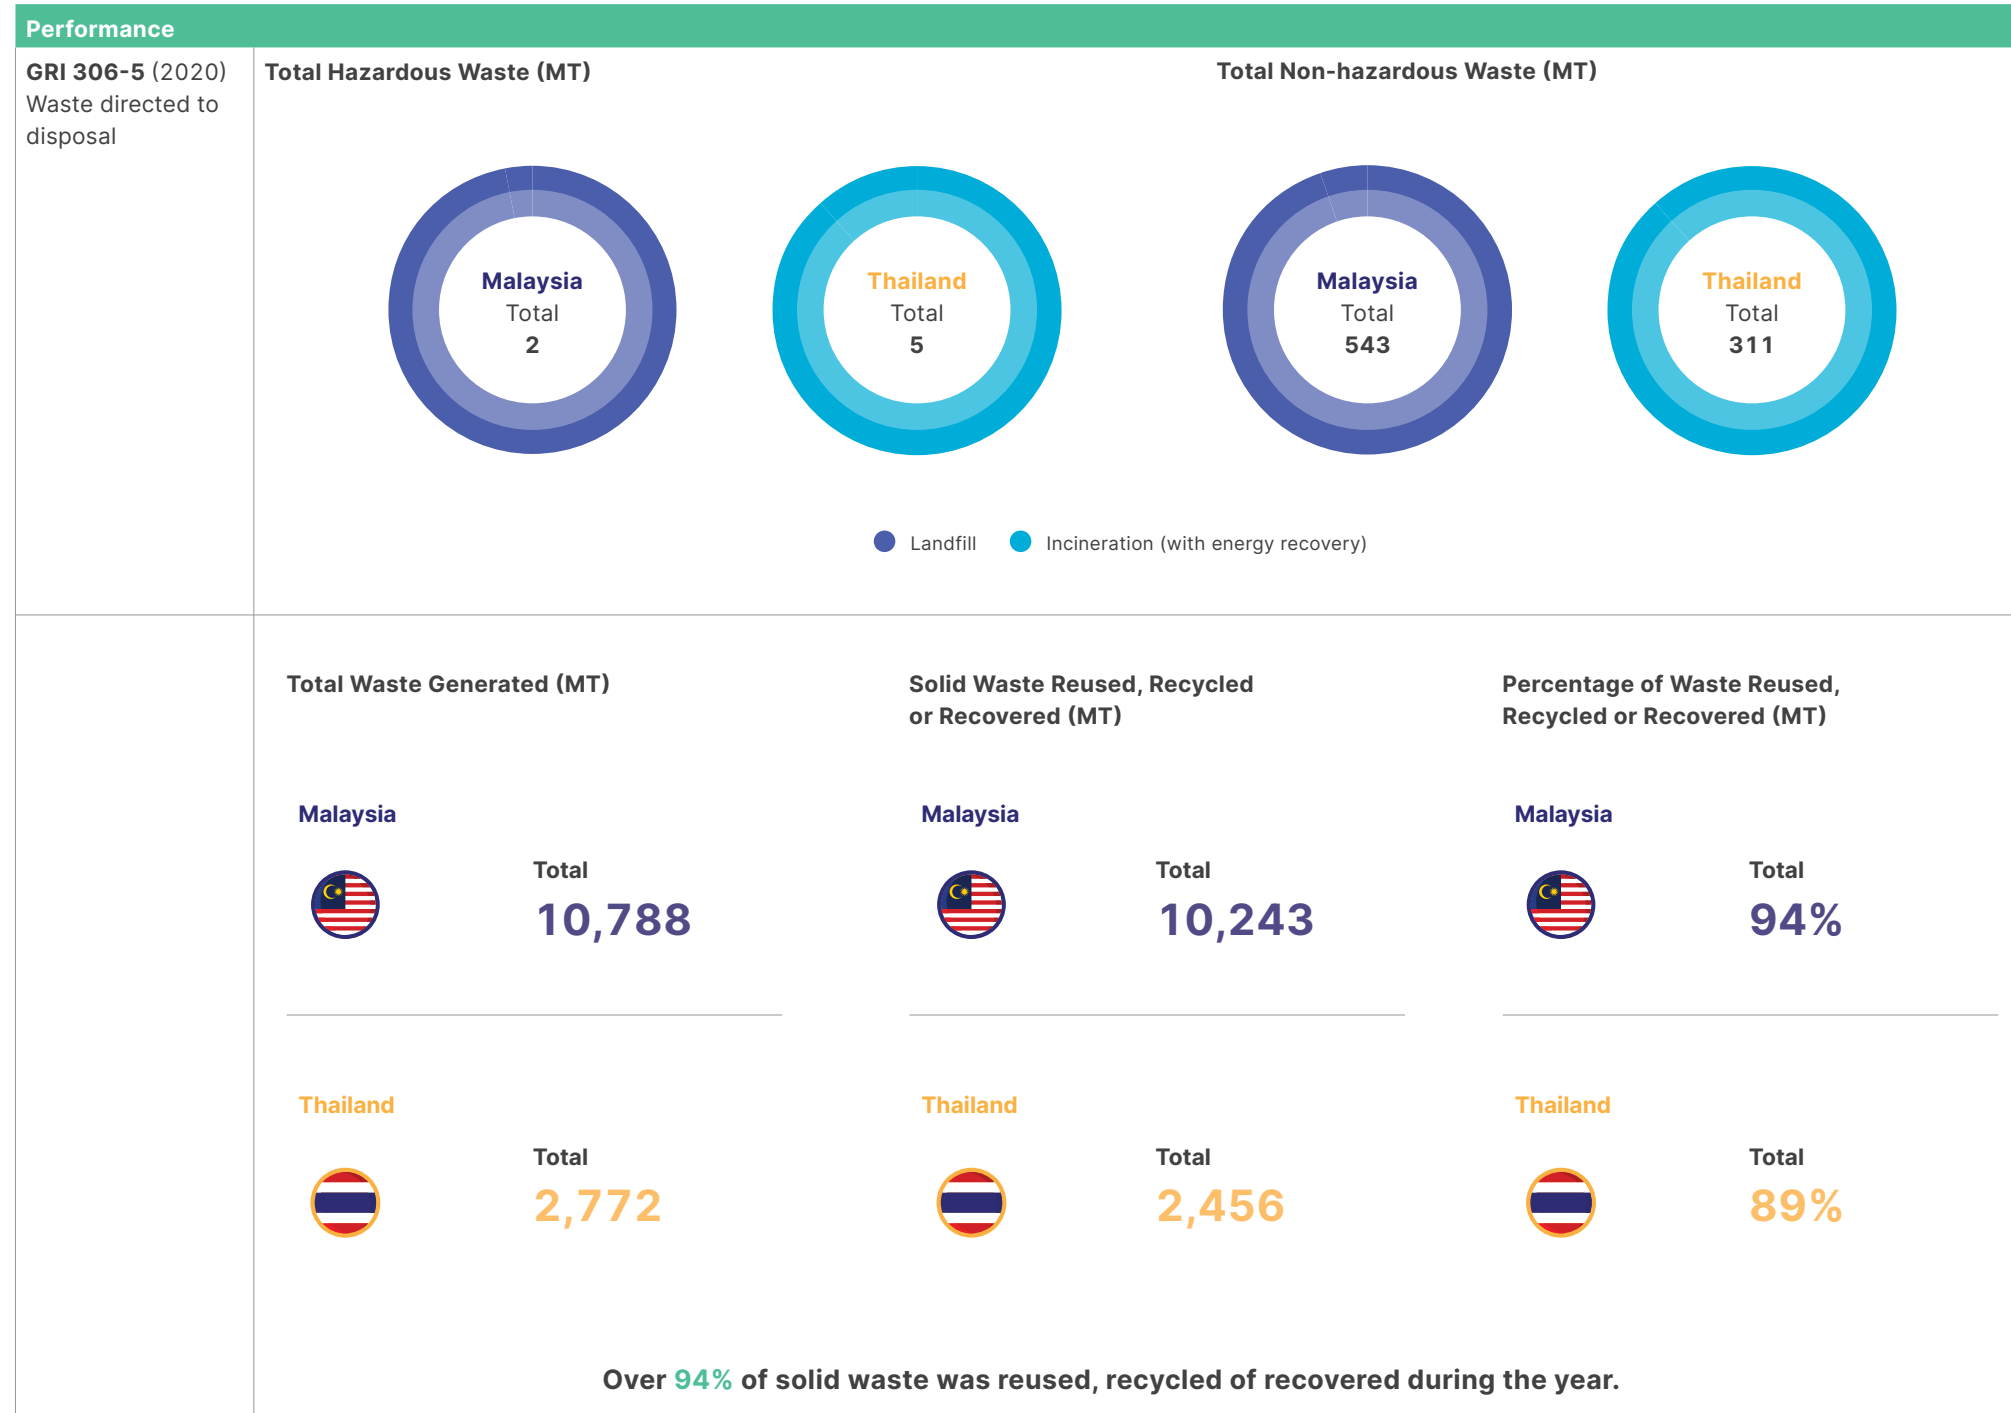 Performance
GRI 306-5 (2020)
Waste directed to
disposal
Total Hazardous Waste (MT)
Malaysia
Total
2
Thailand
Total
5
Total Non-hazardous Waste (MT)
Malaysia
Total
543
Thailand
Total
311
Landfill
Incineration (with energy recovery)
Total Waste Generated (MT)
Malaysia
Total
10,788
Thailand
Total
2,772
Solid Waste Reused, Recycled
or Recovered (MT)
Malaysia
Total
10,243
Thailand
Total
2,456
Percentage of Waste Reused,
Recycled or Recovered (MT)
Malaysia
Total
94%
Thailand
Total
89%
Over 94% of solid waste was reused, recycled of recovered during the year.